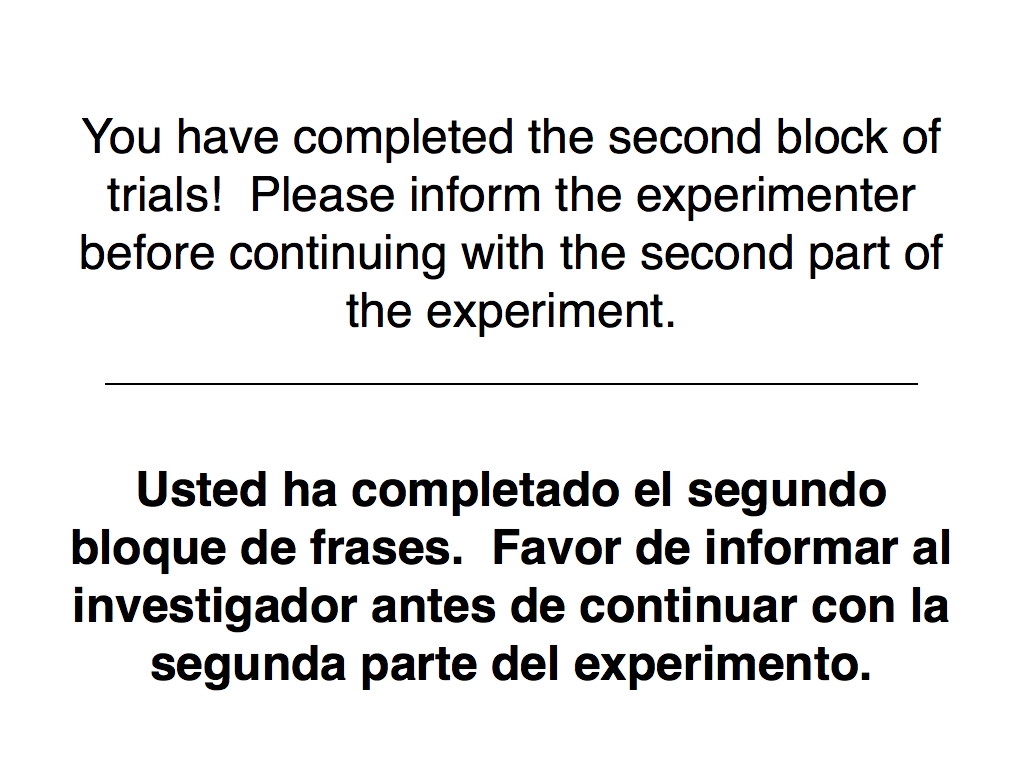 You have completed the second block of
trials!  Please inform the experimenter
before continuing with the second part of
the experiment.
Usted ha completado el segundo
bloque de frases.  Favor de informar al
investigador antes de continuar con la
segunda parte del experimento.